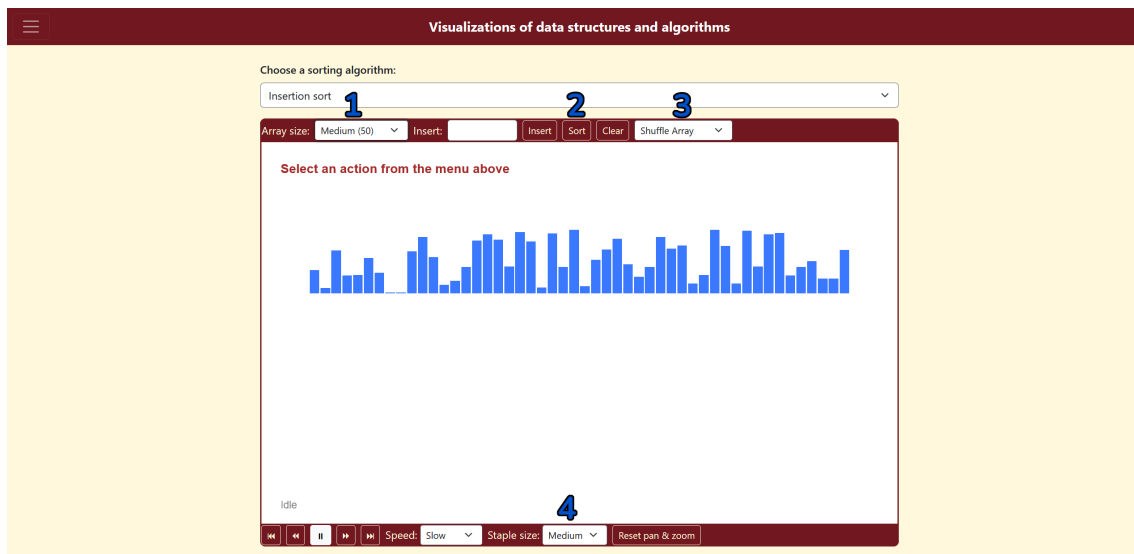 Visualizations of data structures and algorithms
Choose a sorting algorithm:
Insertion sort
1 2 3
Array size: Medium (50) Insert: Insert Sort Clear Shuffle Array
Select an action from the menu above
Idle
4
Speed: Slow Staple size: Medium Reset pan & zoom